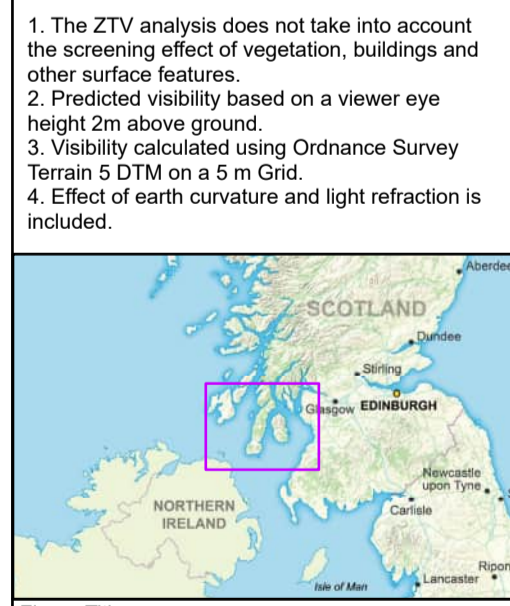 1. The ZTV analysis does not take into account
the screening effect of vegetation, buildings and
other surface features.
2. Predicted visibility based on a viewer eye
height 2m above ground.
3. Visibility calculated using Ordnance Survey
Terrain 5 DTM on a 5 m Grid.
4. Effect of earth curvature and light refraction is
included.
Aberdee
SCOTLAND
Dundee
Stirling
Glasgow
EDINBURGH
Newcastle
upon Tyne
NORTHERN
IRELAND
Carlisle
Ripon
Lancaster
Isle of Man